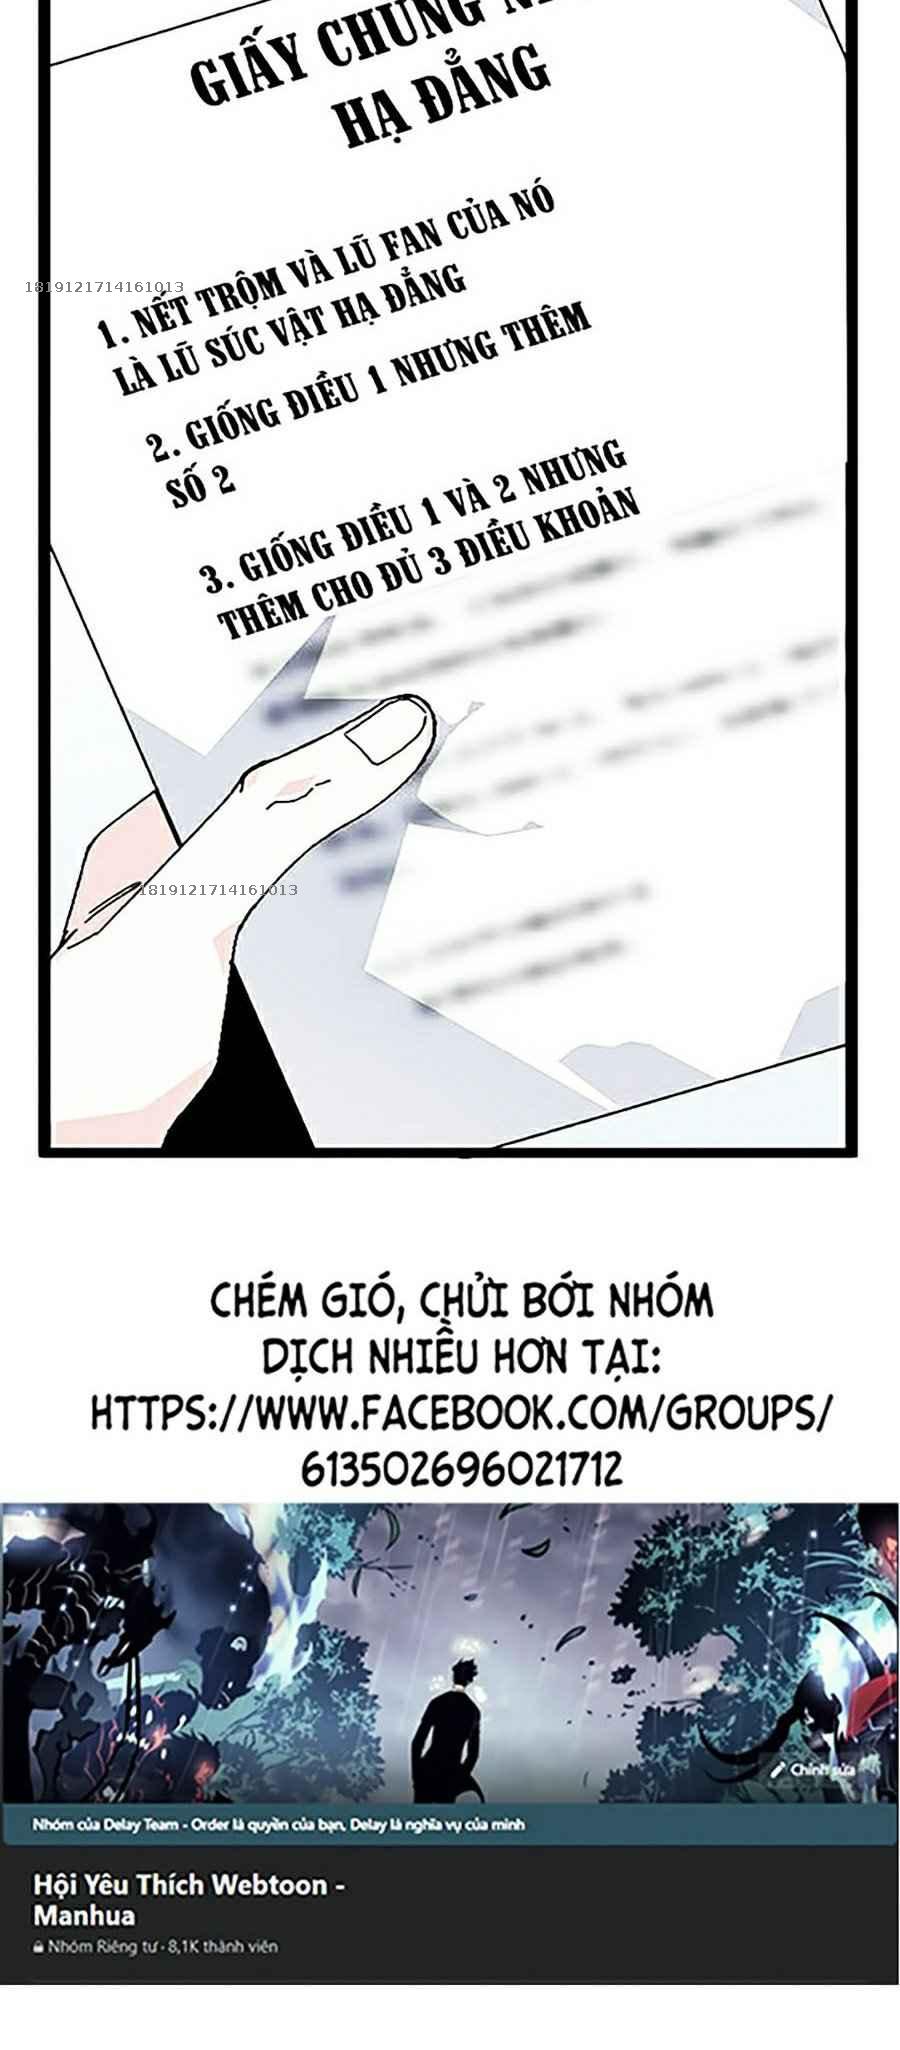 GIẤY CHỨNG
HẠ ĐẲNG
1. NẾT TRỘM VÀ LŨ FAN CỦA NÓ
LÀ LŨ SÚC VẬT HẠ ĐẲNG
1819121714161013
2. GIỐNG ĐIỀU 1 NHƯNG THÊM
SỐ 2
3. GIỐNG ĐIỀU 1 VÀ 2 NHƯNG
THÊM CHO ĐỦ 3 ĐIỀU KHOẢN
1819121714161013
CHÉM GIÓ, CHỬI BỚI NHÓM
DỊCH NHIỀU HƠN TẠI:
HTTPS://WWW.FACEBOOK.COM/GROUPS/
613502696021712
Chỉnh sửa
Nhóm của Delay Team - Order là quyền của bạn, Delay là nghĩa vụ của mình
Hội Yêu Thích Webtoon -
Manhua
Nhóm Riêng tư · 8,1K thành viên